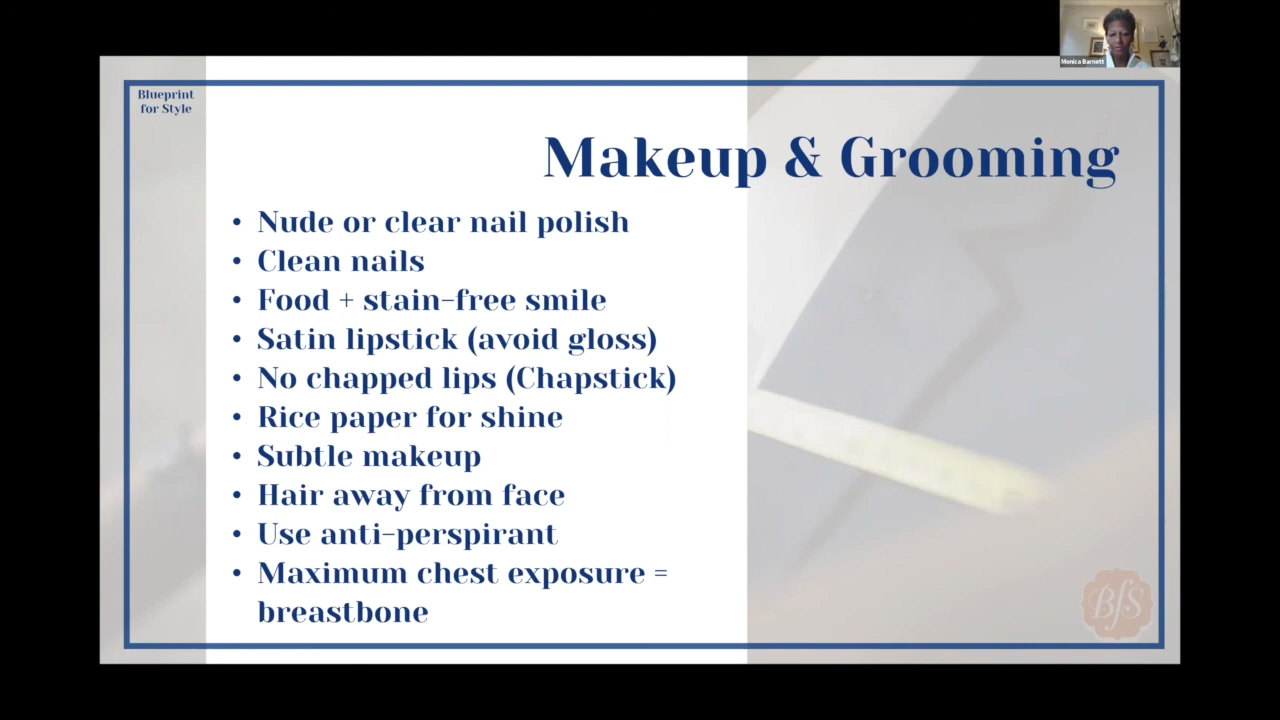 Monica Barnett
Blueprint
for Style
Makeup & Grooming
• Nude or clear nail polish
• Clean nails
• Food + stain-free smile
• Satin lipstick (avoid gloss)
• No chapped lips (Chapstick)
• Rice paper for shine
• Subtle makeup
• Hair away from face
• Use anti-perspirant
• Maximum chest exposure =
breastbone
BfS